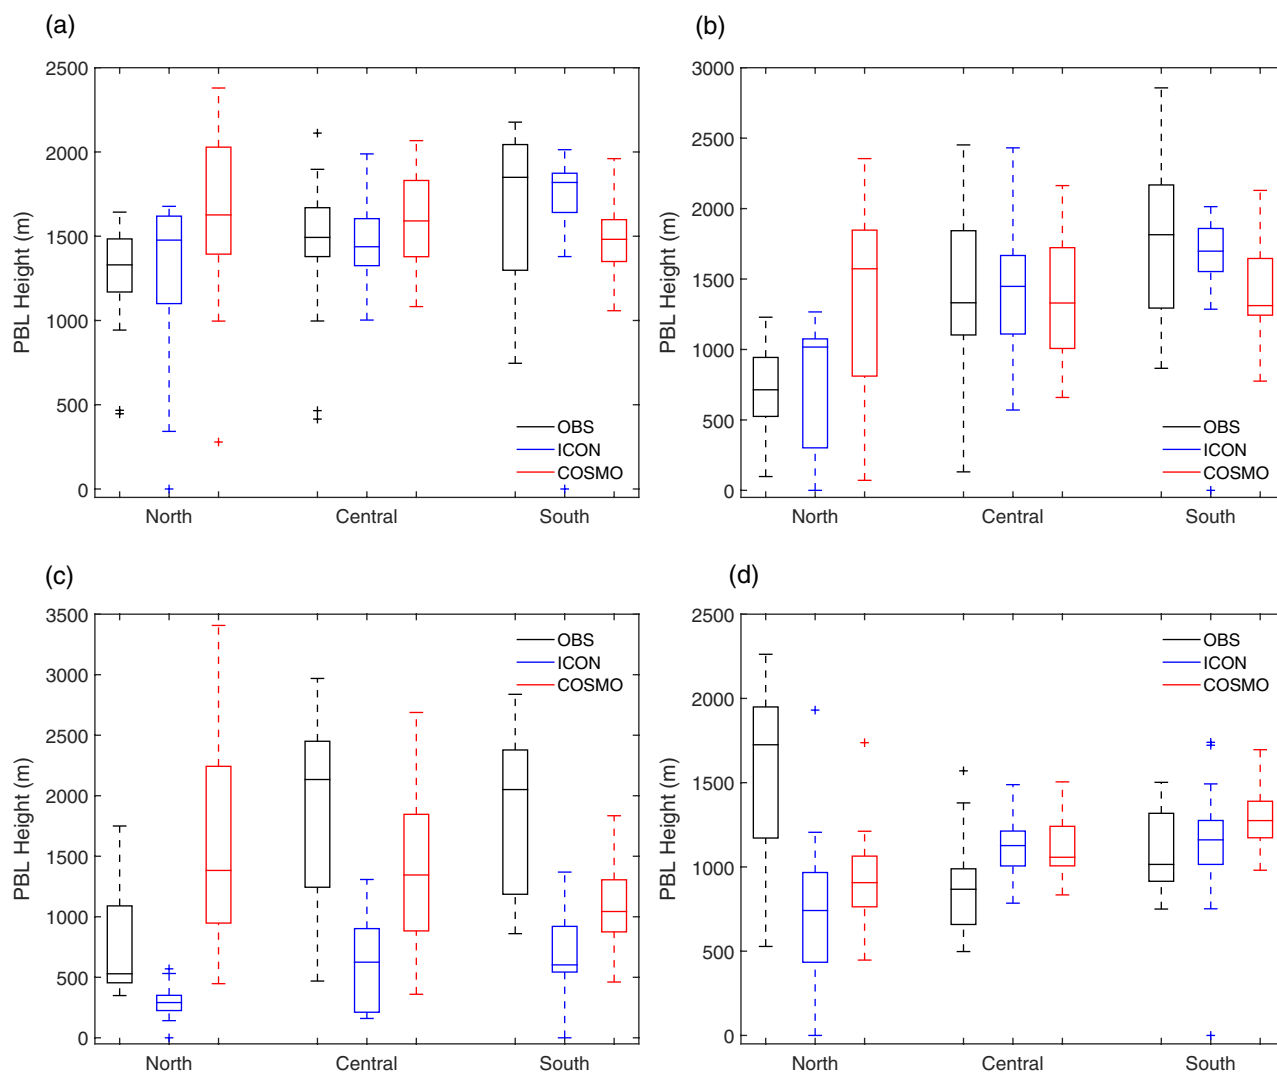 (a)
2500
2000
1500
1000
500
0
PBL Height (m)
North
Central
South
OBS
ICON
COSMO
(b)
3000
2500
2000
1500
1000
500
0
PBL Height (m)
North
Central
South
OBS
ICON
COSMO
(c)
3500
3000
2500
2000
1500
1000
500
0
PBL Height (m)
North
Central
South
OBS
ICON
COSMO
(d)
2500
2000
1500
1000
500
0
PBL Height (m)
North
Central
South
OBS
ICON
COSMO